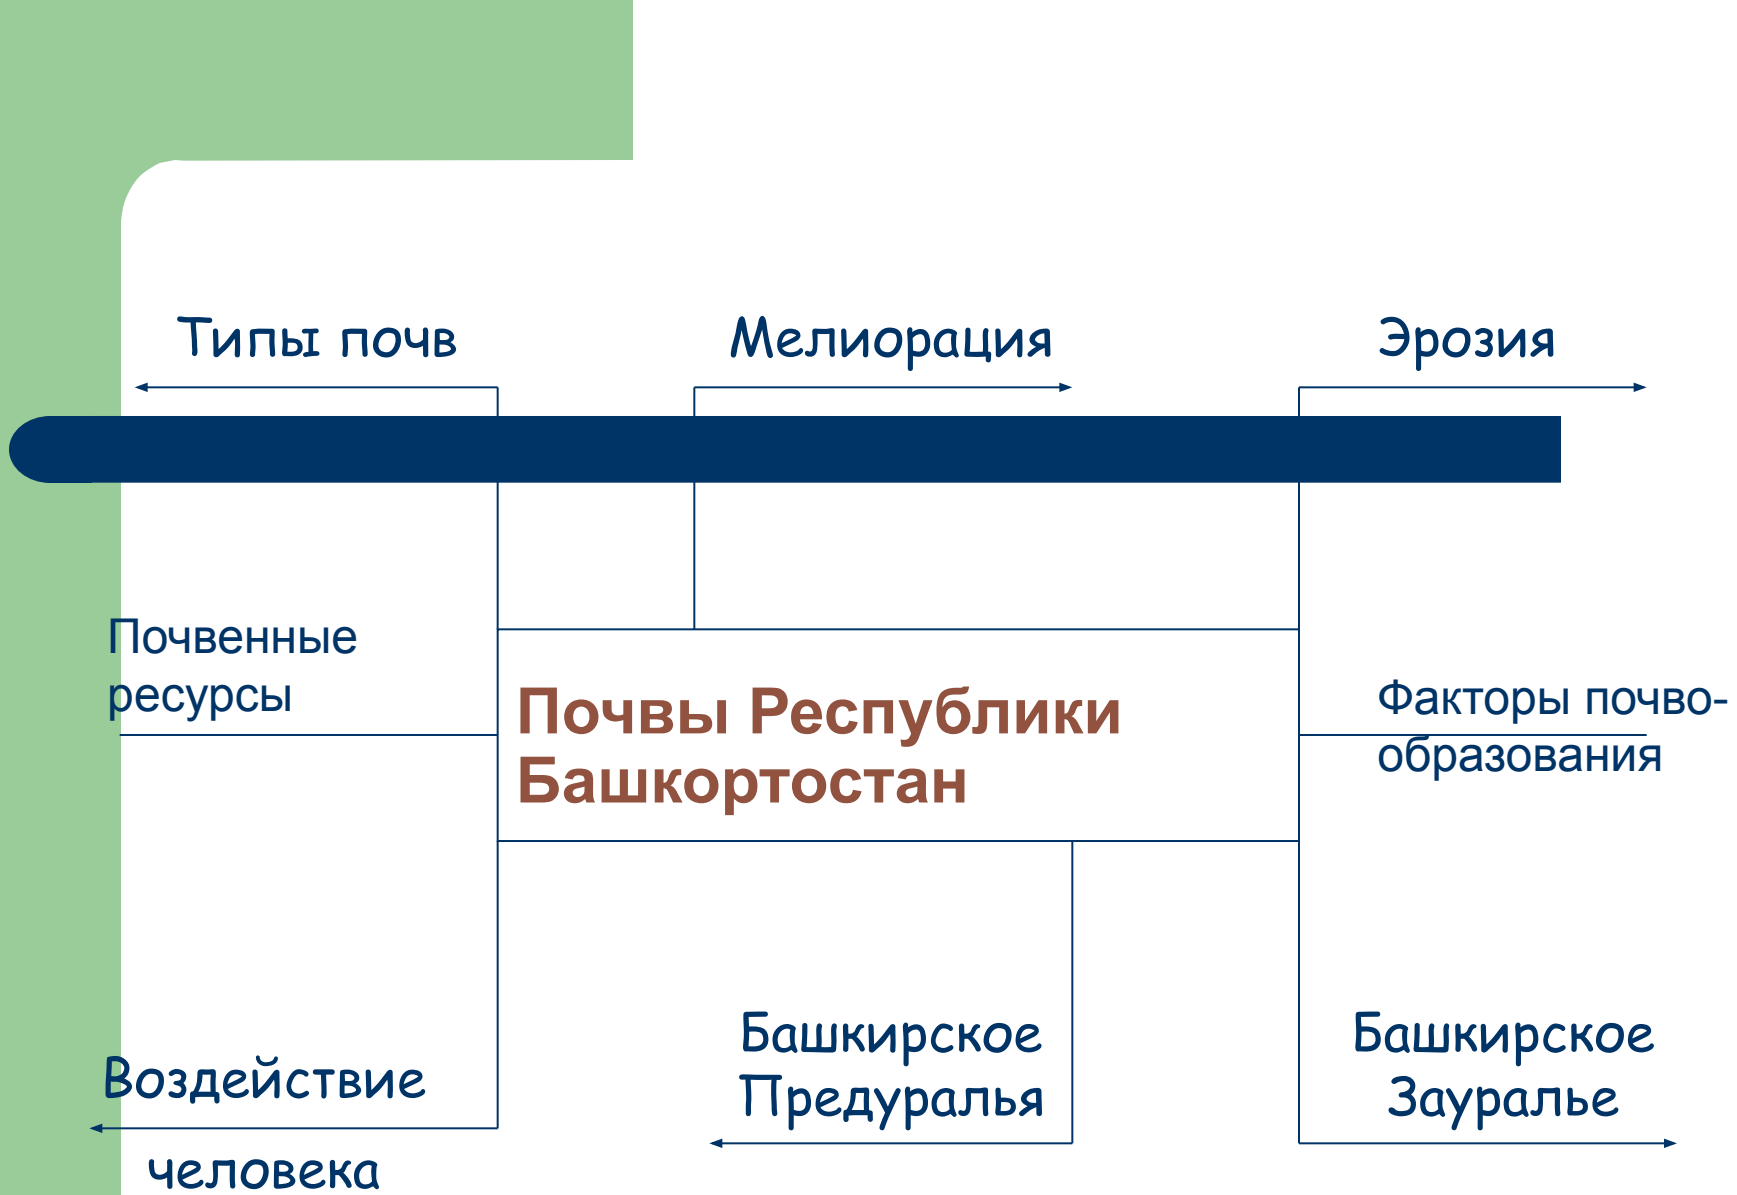 Типы почв
Мелиорация
Эрозия
Почвенные
ресурсы
Почвы Республики
Башкортостан
Факторы почво-
образования
Воздействие
человека
Башкирское
Предуралья
Башкирское
Зауралье